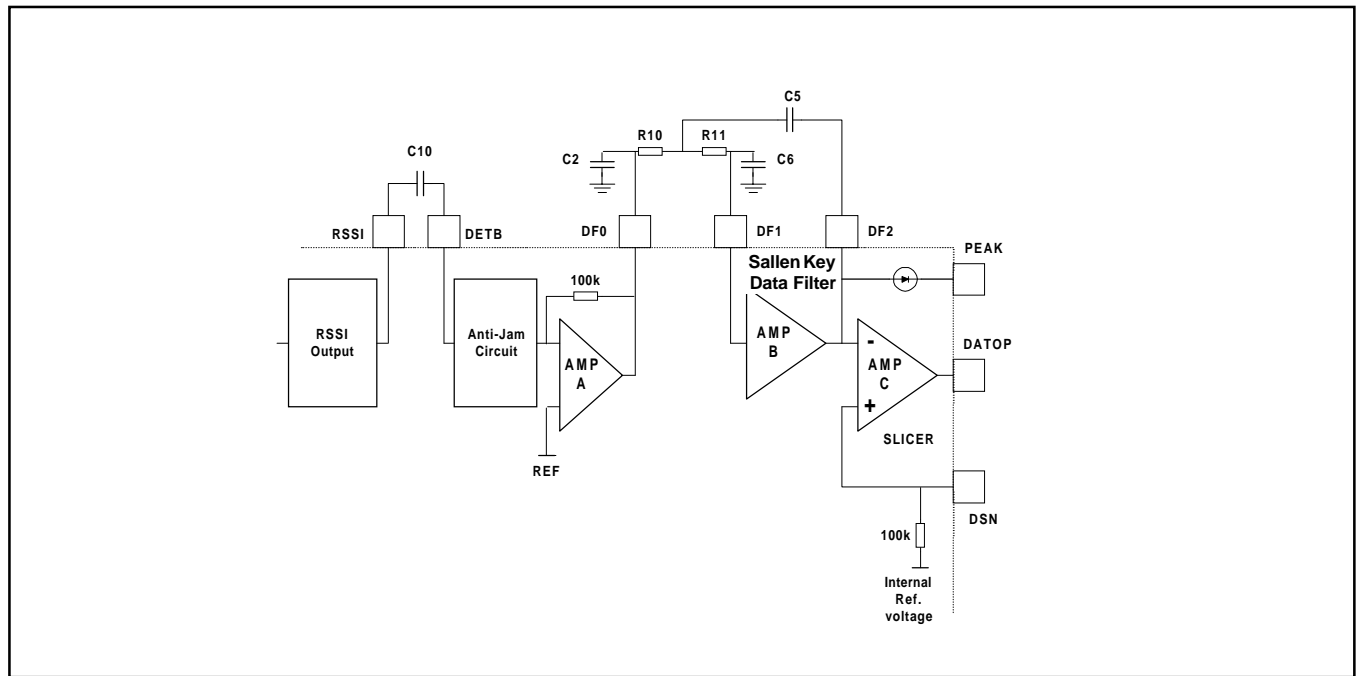 C5
R10
R11
C10
C2
C6
RSSI
DETB
DF0
DF1
DF2
PEAK
Sallen Key
Data Filter
100k
RSSI
Output
Anti-Jam
Circuit
AMP
A
AMP
B
-
AMP
C
+
DATOP
SLICER
REF
DSN
100k
Internal
Ref.
voltage